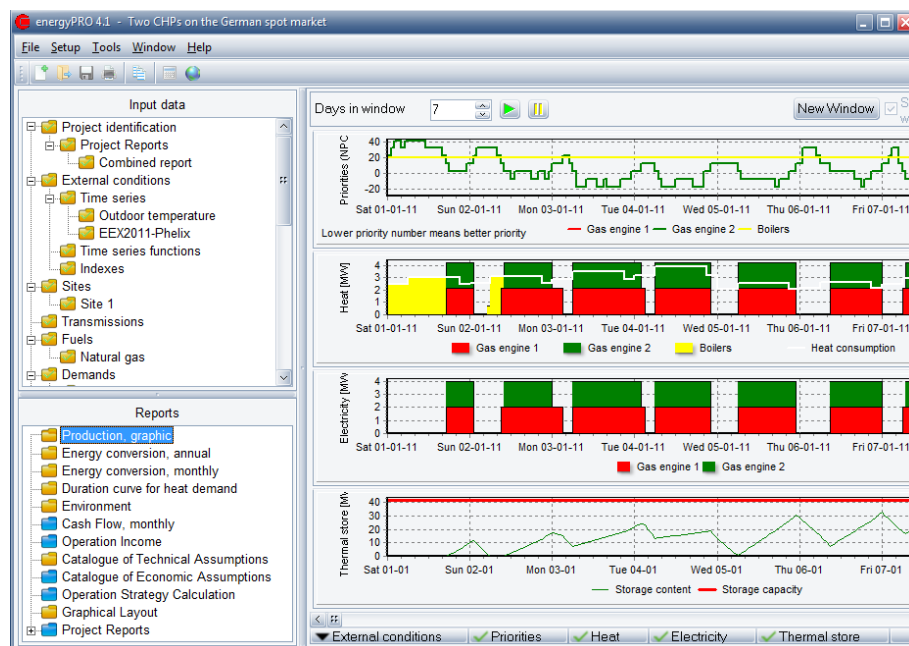 energyPRO 4.1 - Two CHPs on the German spot market
File Setup Tools Window Help
Input data
Project identification
Project Reports
Combined report
External conditions
Time series
Outdoor temperature
EEX2011-Phelix
Time series functions
Indexes
Sites
Site 1
Transmissions
Fuels
Natural gas
Demands
Reports
Production, graphic
Energy conversion, annual
Energy conversion, monthly
Duration curve for heat demand
Environment
Cash Flow, monthly
Operation Income
Catalogue of Technical Assumptions
Catalogue of Economic Assumptions
Operation Strategy Calculation
Graphical Layout
Project Reports
Days in window 7 New Window
Priorities (NPC
40
20
0
-20
Sat 01-01-11 Sun 02-01-11 Mon 03-01-11 Tue 04-01-11 Wed 05-01-11 Thu 06-01-11 Fri 07-01-11
Lower priority number means better priority Gas engine 1 Gas engine 2 Boilers
Heat [MW]
4
3
2
1
0
Sat 01-01-11 Sun 02-01-11 Mon 03-01-11 Tue 04-01-11 Wed 05-01-11 Thu 06-01-11 Fri 07-01-11
Gas engine 1 Gas engine 2 Boilers Heat consumption
Electricity [MW
4
3
2
1
0
Sat 01-01-11 Sun 02-01-11 Mon 03-01-11 Tue 04-01-11 Wed 05-01-11 Thu 06-01-11 Fri 07-01-11
Gas engine 1 Gas engine 2
Thermal store [MW
40
30
20
10
0
Sat 01-01 Sun 02-01 Mon 03-01 Tue 04-01 Wed 05-01 Thu 06-01 Fri 07-01
Storage content Storage capacity
External conditions Priorities Heat Electricity Thermal store